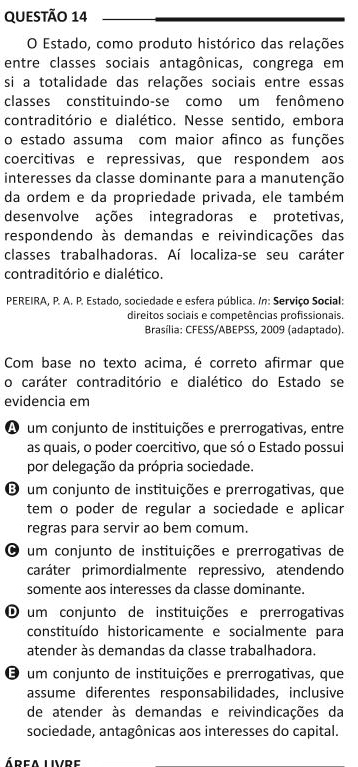 QUESTÃO 14
O Estado, como produto histórico das relações
entre classes sociais antagônicas, congrega em
si a totalidade das relações sociais entre essas
classes constituindo-se como um fenômeno
contraditório e dialético. Nesse sentido, embora
o estado assuma com maior afinco as funções
coercitivas e repressivas, que respondem aos
interesses da classe dominante para a manutenção
da ordem e da propriedade privada, ele também
desenvolve ações integradoras e protetivas,
respondendo às demandas e reivindicações das
classes trabalhadoras. Aí localiza-se seu caráter
contraditório e dialético.
PEREIRA, P. A. P. Estado, sociedade e esfera pública. In: Serviço Social:
direitos sociais e competências profissionais.
Brasília: CFESS/ABEPSS, 2009 (adaptado).
Com base no texto acima, é correto afirmar que
o caráter contraditório e dialético do Estado se
evidencia em
A um conjunto de instituições e prerrogativas, entre
as quais, o poder coercitivo, que só o Estado possui
por delegação da própria sociedade.
B um conjunto de instituições e prerrogativas, que
tem o poder de regular a sociedade e aplicar
regras para servir ao bem comum.
C um conjunto de instituições e prerrogativas de
caráter primordialmente repressivo, atendendo
somente aos interesses da classe dominante.
D um conjunto de instituições e prerrogativas
constituído historicamente e socialmente para
atender às demandas da classe trabalhadora.
E um conjunto de instituições e prerrogativas, que
assume diferentes responsabilidades, inclusive
de atender às demandas e reivindicações da
sociedade, antagônicas aos interesses do capital.
ÁREA LIVRE